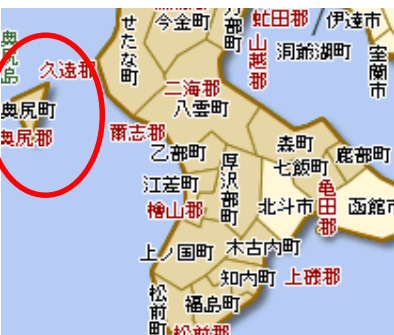 せたな町
今金町
虻田郡
伊達市
山越郡
洞爺湖町
室蘭市
奥尻島
久遠郡
奥尻町
奥尻郡
二海郡
八雲町
爾志郡
乙部町
厚沢部町
森町
鹿部町
七飯町
江差町
檜山郡
北斗市
亀田郡
函館市
上ノ国町
木古内町
知内町
上磯郡
松前町
福島町
松前郡